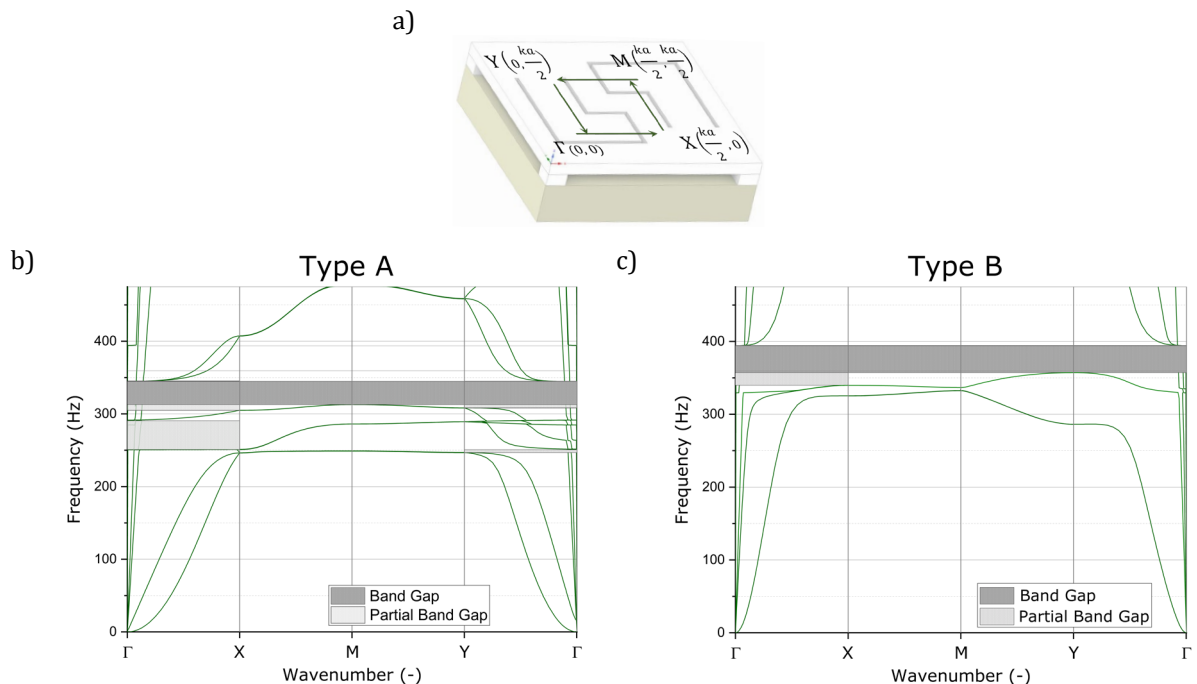 a)
Y(0, ka/2)
M(ka/2, ka/2)
Γ(0,0)
X(ka/2, 0)
b)
Type A
Frequency (Hz)
400
300
200
100
0
Band Gap
Partial Band Gap
Γ X M Y Γ
Wavenumber (-)
c)
Type B
Frequency (Hz)
400
300
200
100
0
Band Gap
Partial Band Gap
Γ X M Y Γ
Wavenumber (-)